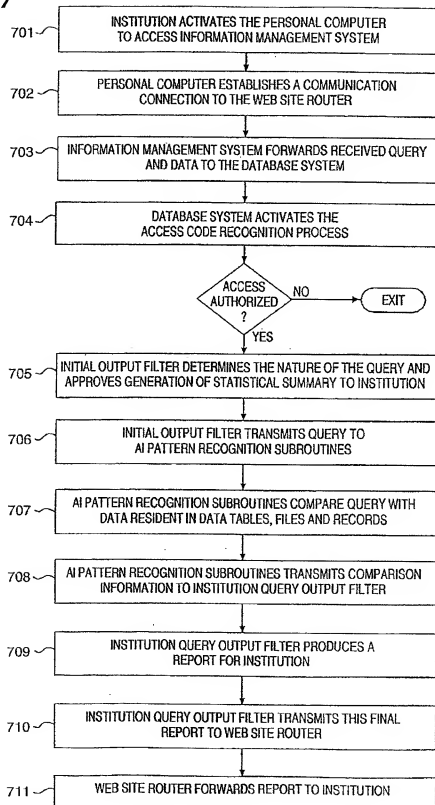 701
INSTITUTION ACTIVATES THE PERSONAL COMPUTER
TO ACCESS INFORMATION MANAGEMENT SYSTEM
702
PERSONAL COMPUTER ESTABLISHES A COMMUNICATION
CONNECTION TO THE WEB SITE ROUTER
703
INFORMATION MANAGEMENT SYSTEM FORWARDS RECEIVED QUERY
AND DATA TO THE DATABASE SYSTEM
704
DATABASE SYSTEM ACTIVATES THE
ACCESS CODE RECOGNITION PROCESS
ACCESS
AUTHORIZED
?
NO
EXIT
YES
705
INITIAL OUTPUT FILTER DETERMINES THE NATURE OF THE QUERY AND
APPROVES GENERATION OF STATISTICAL SUMMARY TO INSTITUTION
706
INITIAL OUTPUT FILTER TRANSMITS QUERY TO
AI PATTERN RECOGNITION SUBROUTINES
707
AI PATTERN RECOGNITION SUBROUTINES COMPARE QUERY WITH
DATA RESIDENT IN DATA TABLES, FILES AND RECORDS
708
AI PATTERN RECOGNITION SUBROUTINES TRANSMITS COMPARISON
INFORMATION TO INSTITUTION QUERY OUTPUT FILTER
709
INSTITUTION QUERY OUTPUT FILTER PRODUCES A
REPORT FOR INSTITUTION
710
INSTITUTION QUERY OUTPUT FILTER TRANSMITS THIS FINAL
REPORT TO WEB SITE ROUTER
711
WEB SITE ROUTER FORWARDS REPORT TO INSTITUTION